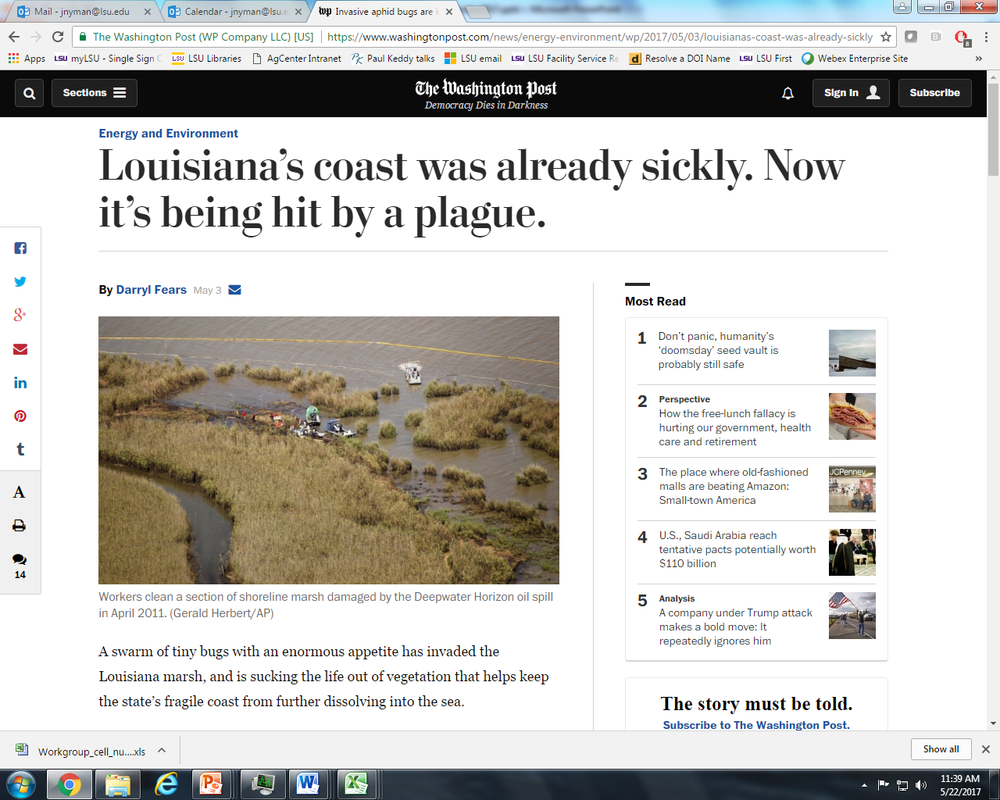 Mail - jnyman@lsu.edu
Calendar - jnyman@lsu.e
wp Invasive aphid bugs are
Microsoft PowerPoint
The Washington Post (WP Company LLC) [US] https://www.washingtonpost.com/news/energy-environment/wp/2017/05/03/louisianas-coast-was-already-sickly
8
Apps
LSU myLSU - Single Sign
LSU LSU Libraries
AgCenter Intranet
Paul Keddy talks
LSU email
LSU LSU Facility Service Re
d Resolve a DOI Name
LSU LSU First
Webex Enterprise Site
»
Sections
The Washington Post
Democracy Dies in Darkness
Sign In
Subscribe
Energy and Environment
Louisiana’s coast was already sickly. Now
it’s being hit by a plague.
By Darryl Fears May 3
A
14
Workers clean a section of shoreline marsh damaged by the Deepwater Horizon oil spill
in April 2011. (Gerald Herbert/AP)
A swarm of tiny bugs with an enormous appetite has invaded the
Louisiana marsh, and is sucking the life out of vegetation that helps keep
the state’s fragile coast from further dissolving into the sea.
Most Read
1 Don’t panic, humanity’s
‘doomsday’ seed vault is
probably still safe
2 Perspective
How the free-lunch fallacy is
hurting our government, health
care and retirement
3 The place where old-fashioned
malls are beating Amazon:
Small-town America
JCPenney
4 U.S., Saudi Arabia reach
tentative pacts potentially worth
$110 billion
5 Analysis
A company under Trump attack
makes a bold move: It
repeatedly ignores him
The story must be told.
Subscribe to The Washington Post.
Workgroup_cell_nu....xls
Show all
11:39 AM
5/22/2017